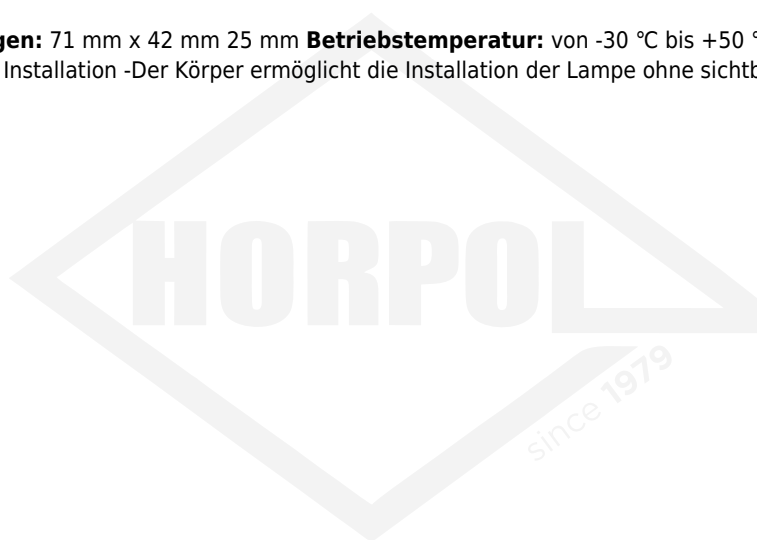 gen: 71 mm x 42 mm 25 mm Betriebstemperatur: von -30 °C bis +50 °
Installation -Der Körper ermöglicht die Installation der Lampe ohne sichtb
HORPOL
since 1979